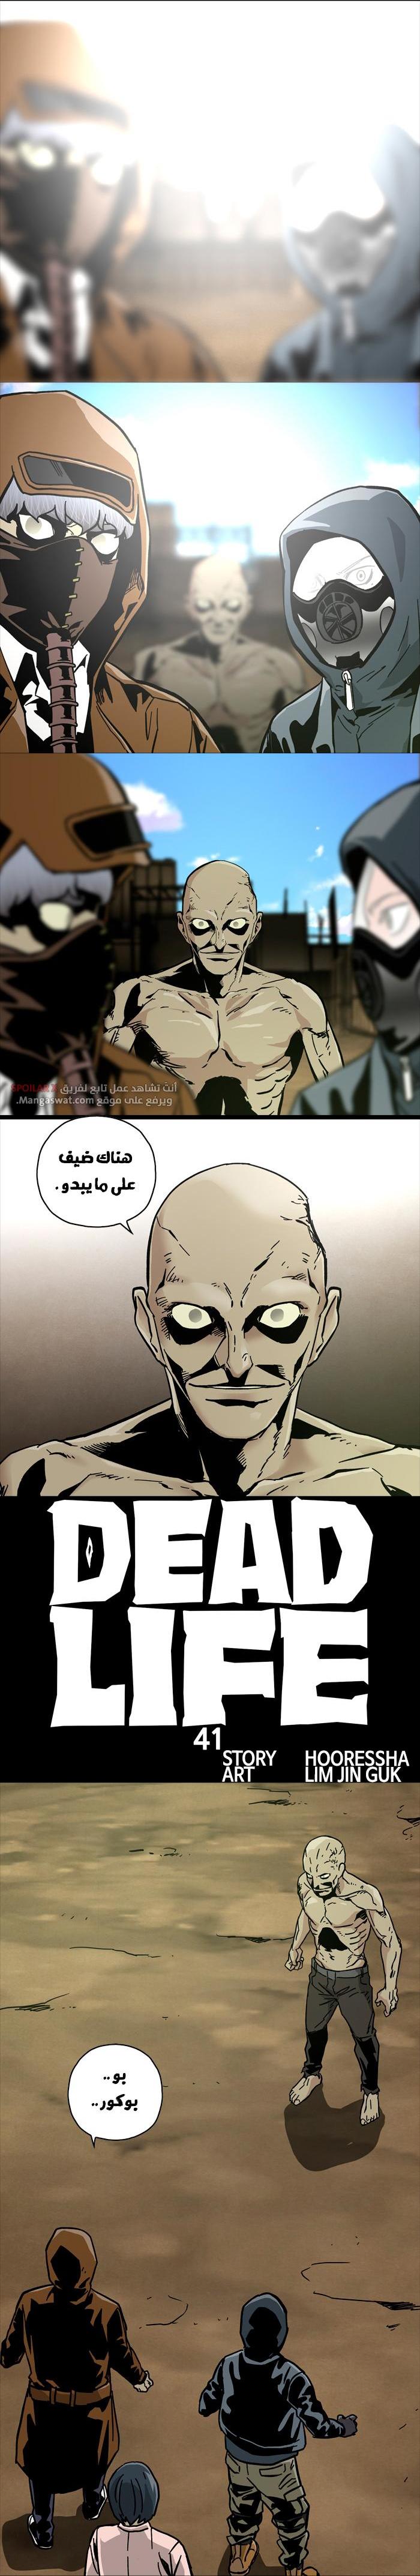 أنت تشاهد عمل تابع لفريق SPOILAR X
ويرفع على موقع Mangaswat.com.
هناك ضيف
على ما يبدو .
DEAD
LIFE
41
STORY HOORESSHA
ART LIM JIN GUK
بو ..
بوكور ..